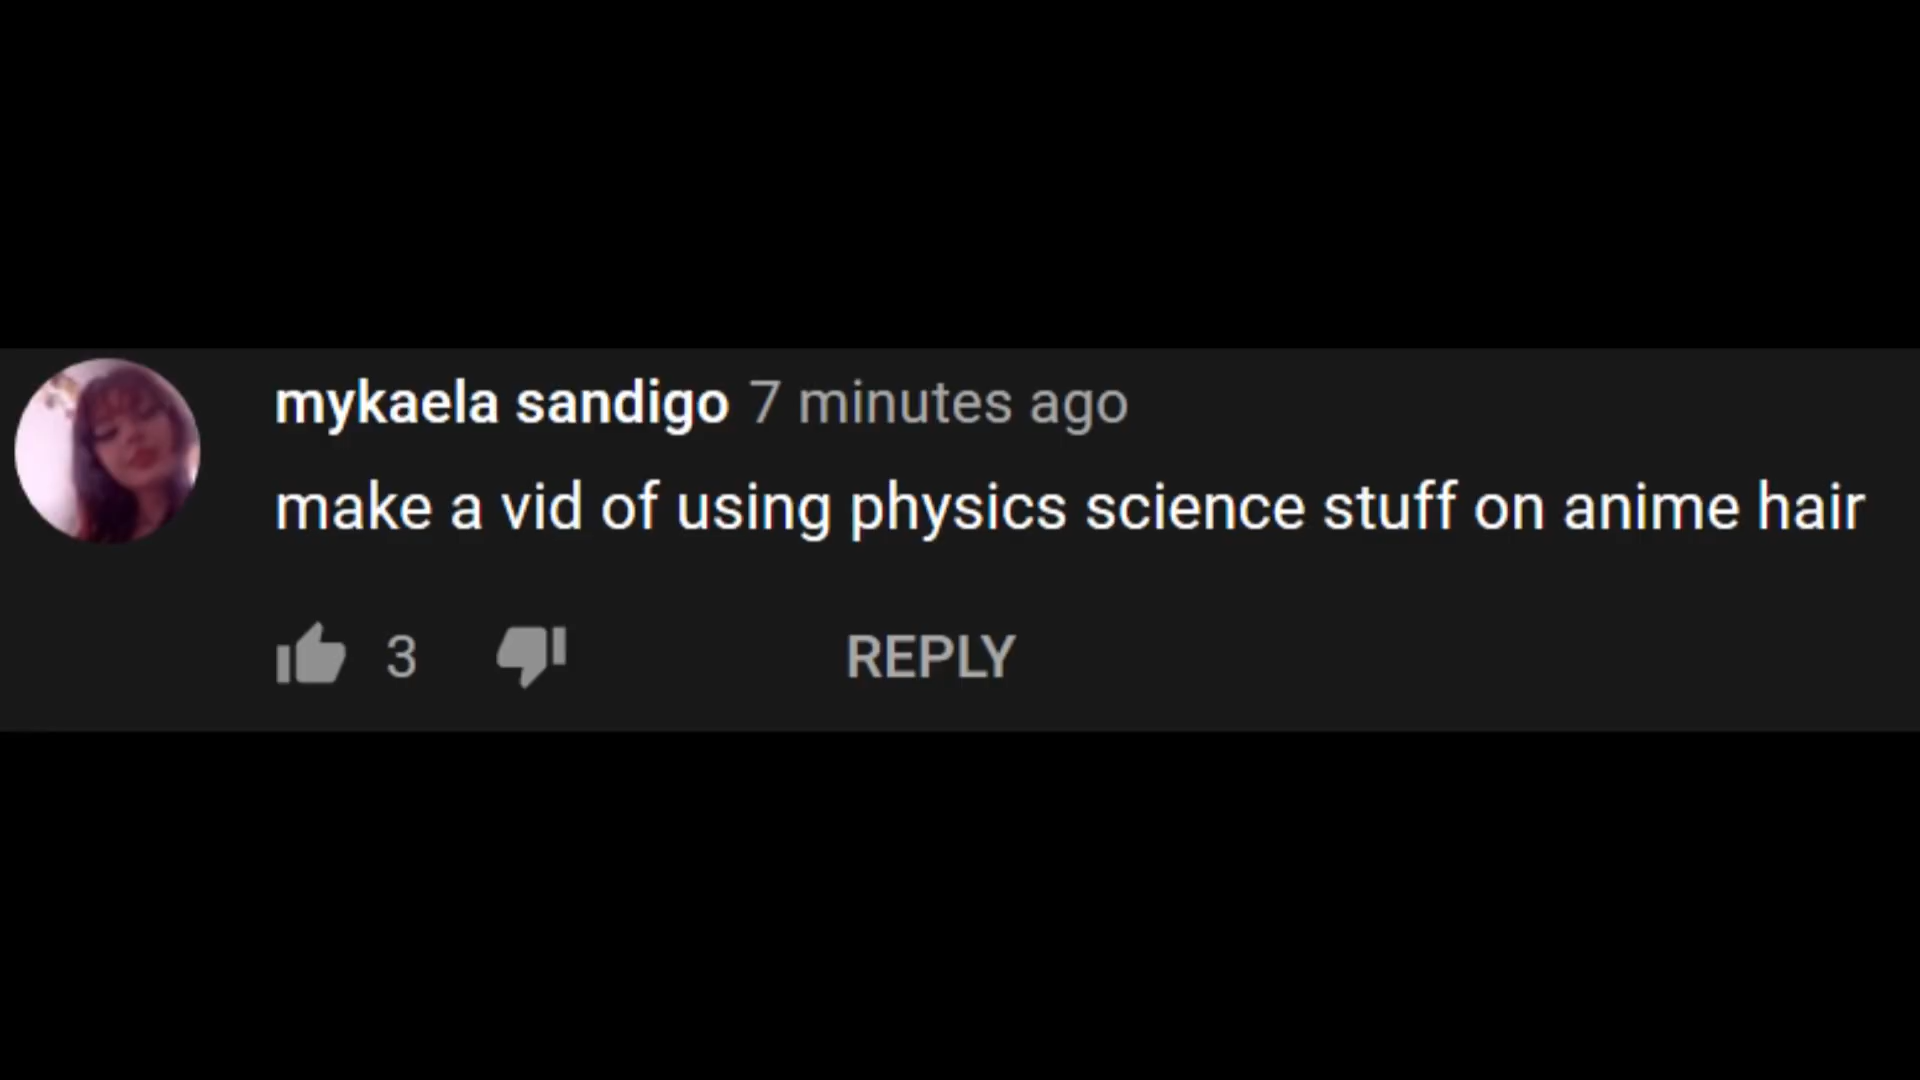 mykaela sandigo 7 minutes ago
make a vid of using physics science stuff on anime hair
3 REPLY